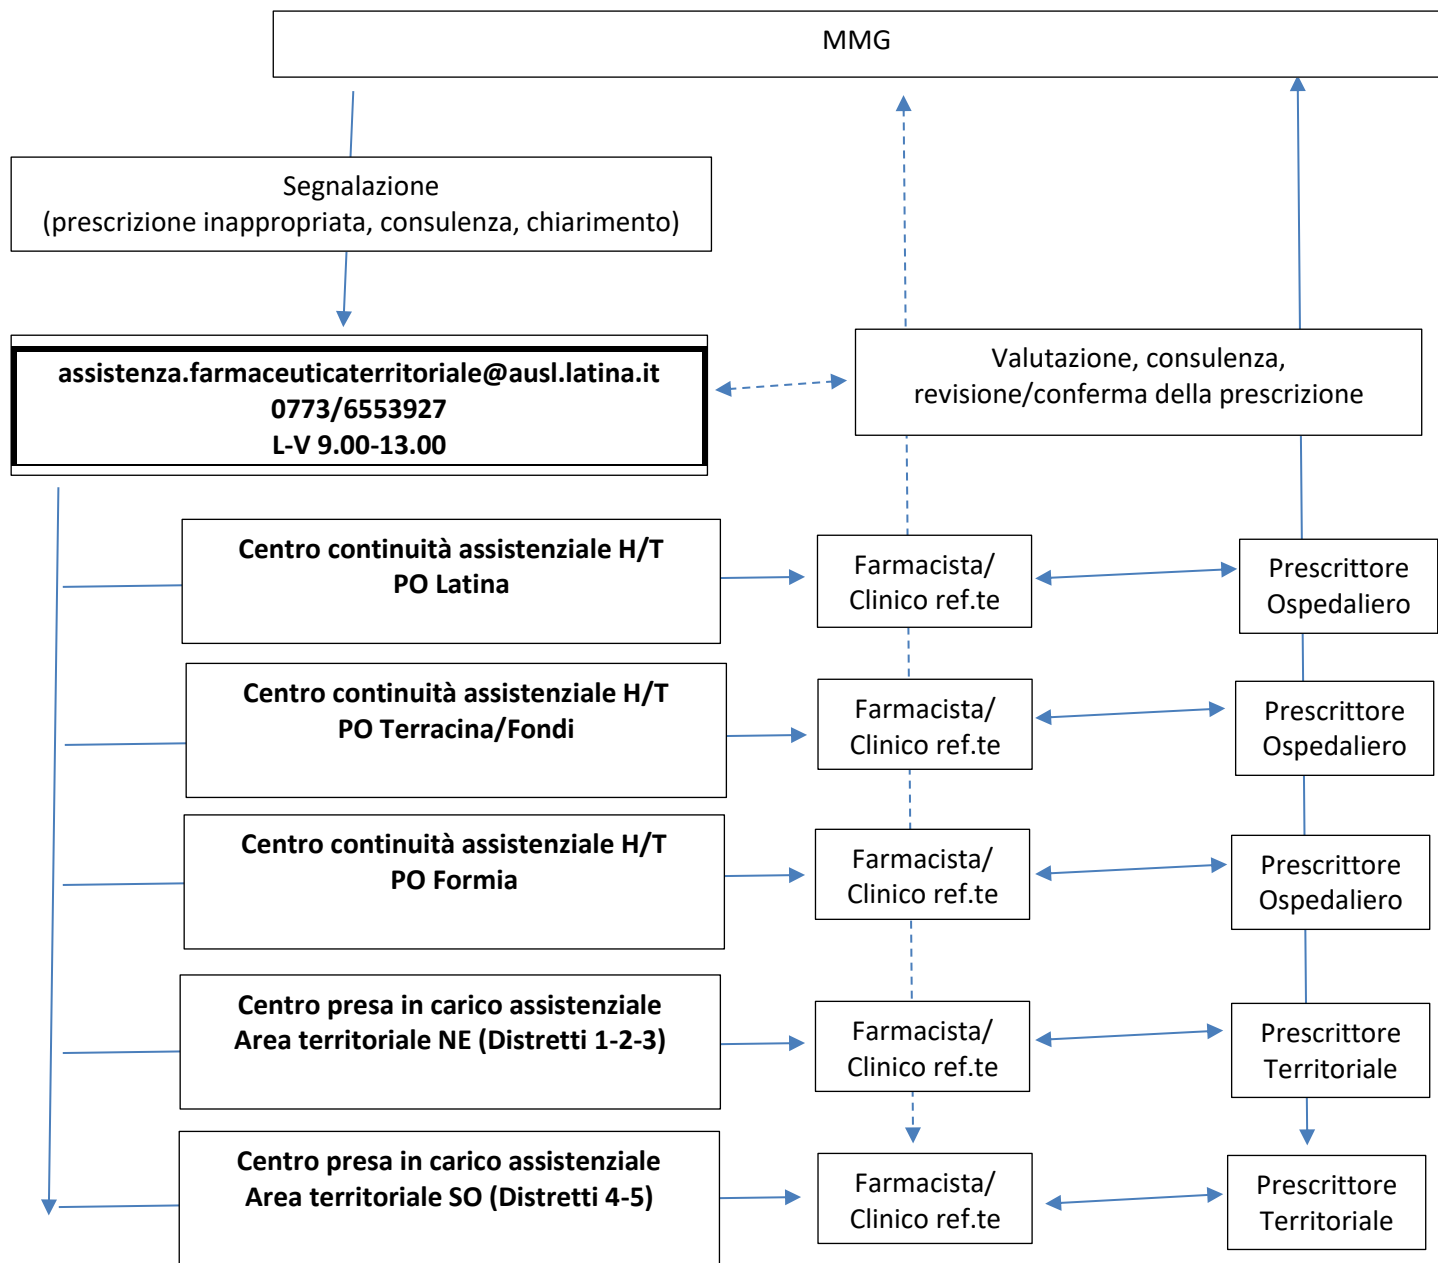 MMG
Segnalazione
(prescrizione inappropriata, consulenza, chiarimento)
assistenza.farmaceuticaterritoriale@ausl.latina.it
0773/6553927
L-V 9.00-13.00
Valutazione, consulenza,
revisione/conferma della prescrizione
Centro continuità assistenziale H/T
PO Latina
Farmacista/
Clinico ref.te
Prescrittore
Ospedaliero
Centro continuità assistenziale H/T
PO Terracina/Fondi
Farmacista/
Clinico ref.te
Prescrittore
Ospedaliero
Centro continuità assistenziale H/T
PO Formia
Farmacista/
Clinico ref.te
Prescrittore
Ospedaliero
Centro presa in carico assistenziale
Area territoriale NE (Distretti 1-2-3)
Farmacista/
Clinico ref.te
Prescrittore
Territoriale
Centro presa in carico assistenziale
Area territoriale SO (Distretti 4-5)
Farmacista/
Clinico ref.te
Prescrittore
Territoriale